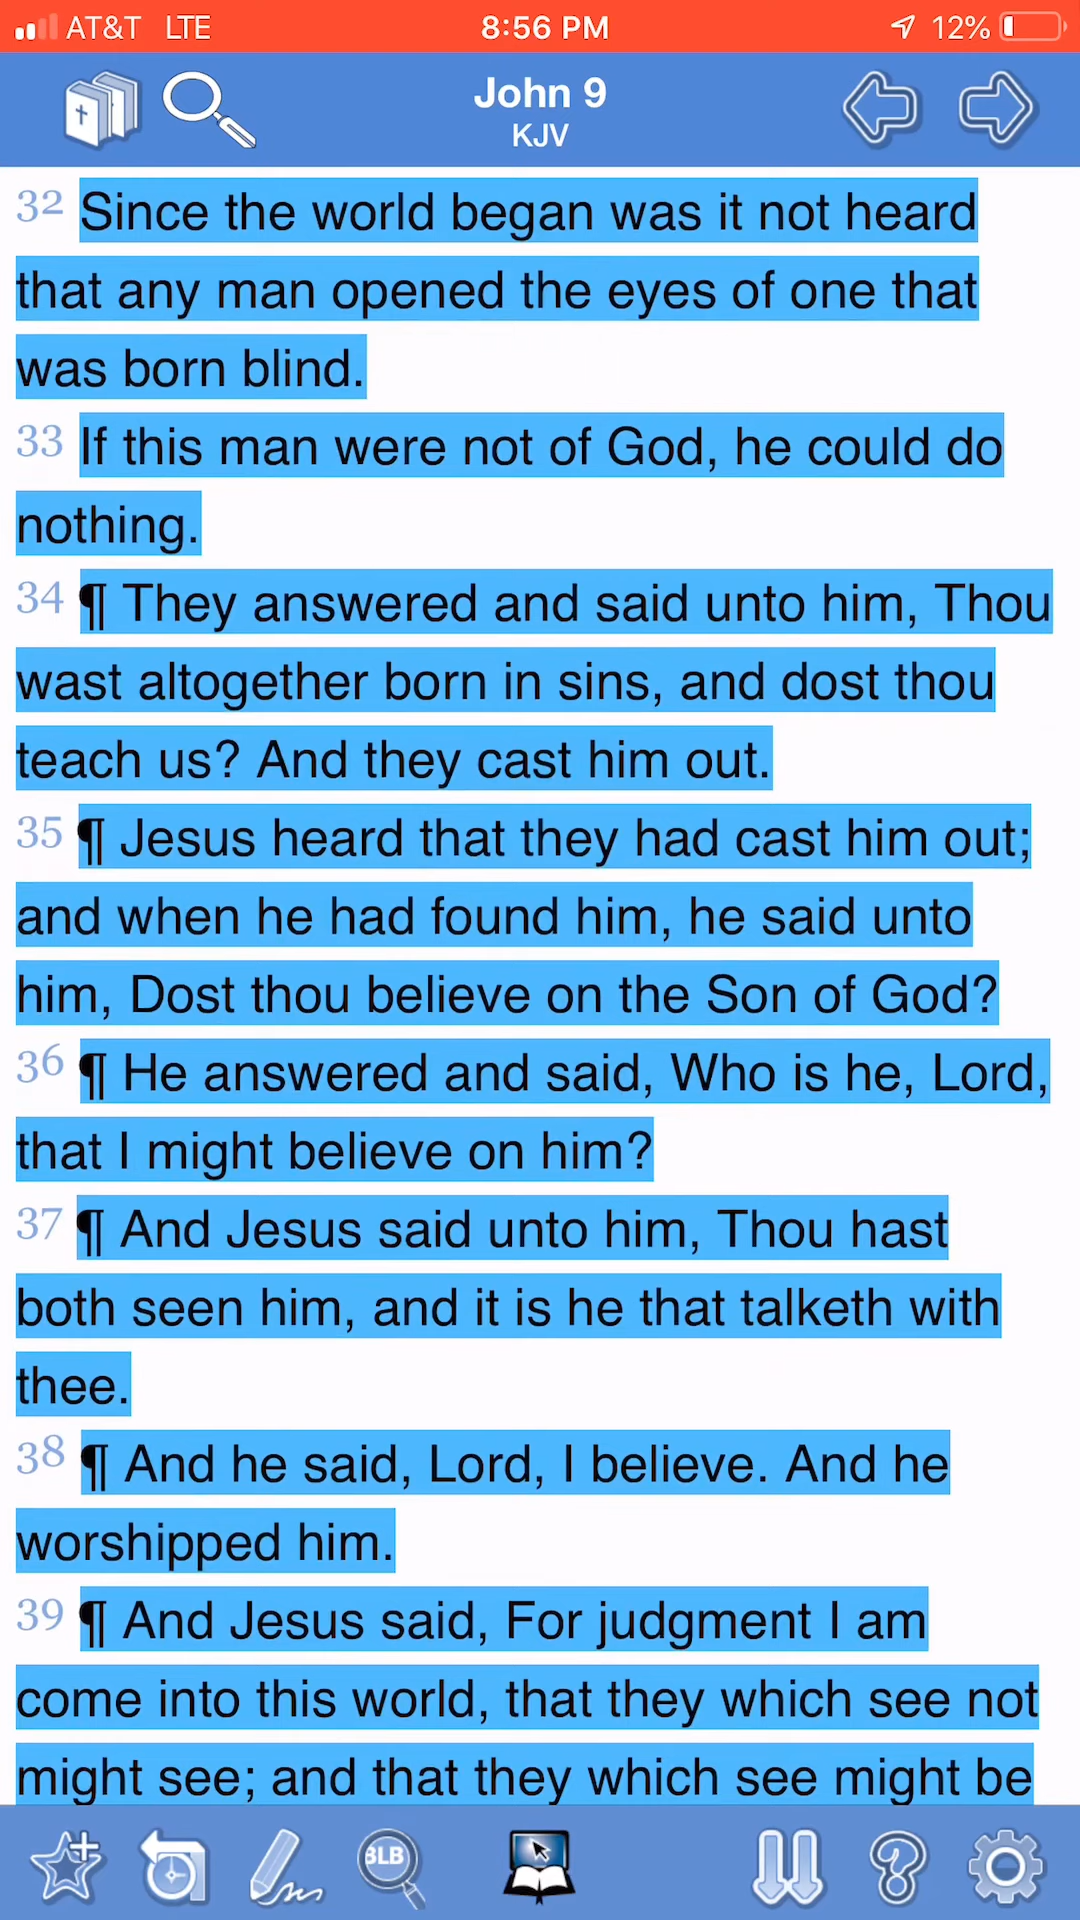 AT&T LTE 8:56 PM 12%
John 9
KJV
32 Since the world began was it not heard
that any man opened the eyes of one that
was born blind.
33 If this man were not of God, he could do
nothing.
34 ¶ They answered and said unto him, Thou
wast altogether born in sins, and dost thou
teach us? And they cast him out.
35 ¶ Jesus heard that they had cast him out;
and when he had found him, he said unto
him, Dost thou believe on the Son of God?
36 ¶ He answered and said, Who is he, Lord,
that I might believe on him?
37 ¶ And Jesus said unto him, Thou hast
both seen him, and it is he that talketh with
thee.
38 ¶ And he said, Lord, I believe. And he
worshipped him.
39 ¶ And Jesus said, For judgment I am
come into this world, that they which see not
might see; and that they which see might be
BLB